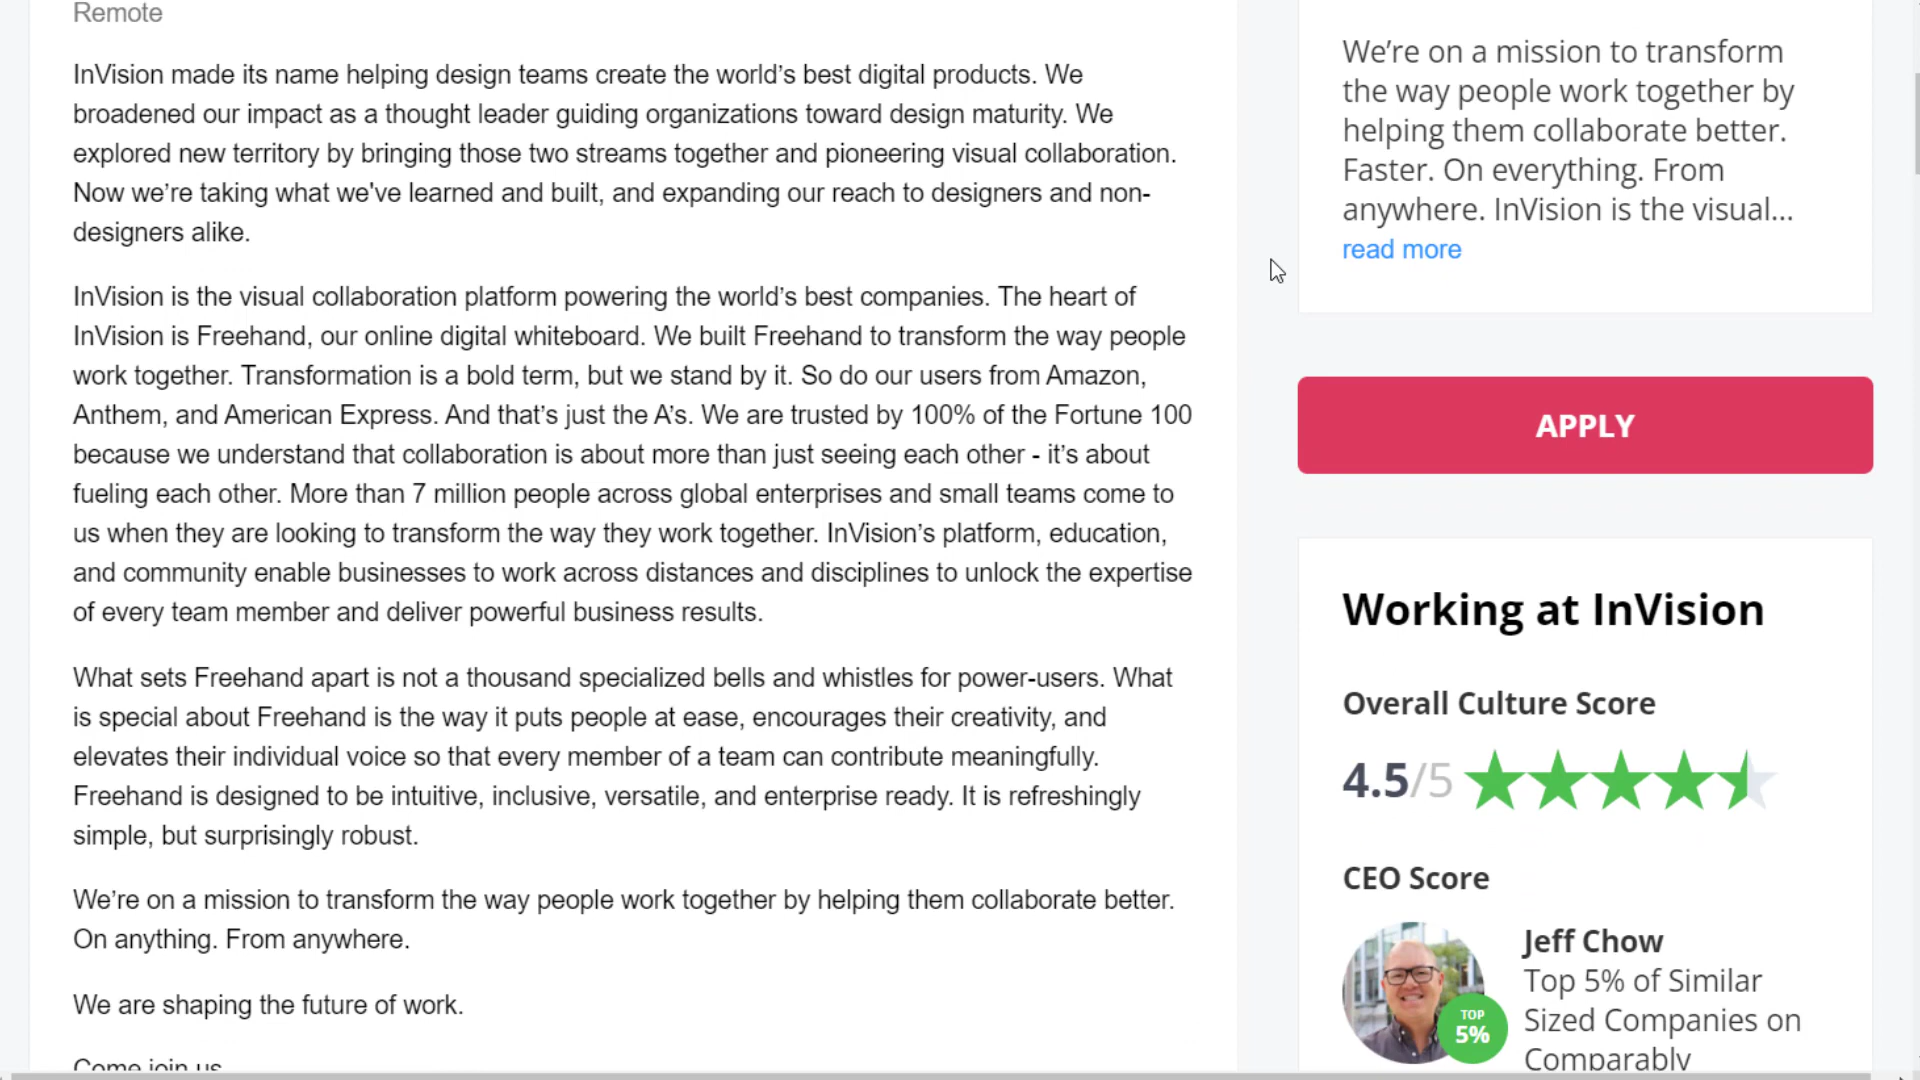 Remote
InVision made its name helping design teams create the world’s best digital products. We
broadened our impact as a thought leader guiding organizations toward design maturity. We
explored new territory by bringing those two streams together and pioneering visual collaboration.
Now we’re taking what we've learned and built, and expanding our reach to designers and non-
designers alike.
InVision is the visual collaboration platform powering the world’s best companies. The heart of
InVision is Freehand, our online digital whiteboard. We built Freehand to transform the way people
work together. Transformation is a bold term, but we stand by it. So do our users from Amazon,
Anthem, and American Express. And that’s just the A’s. We are trusted by 100% of the Fortune 100
because we understand that collaboration is about more than just seeing each other - it’s about
fueling each other. More than 7 million people across global enterprises and small teams come to
us when they are looking to transform the way they work together. InVision’s platform, education,
and community enable businesses to work across distances and disciplines to unlock the expertise
of every team member and deliver powerful business results.
What sets Freehand apart is not a thousand specialized bells and whistles for power-users. What
is special about Freehand is the way it puts people at ease, encourages their creativity, and
elevates their individual voice so that every member of a team can contribute meaningfully.
Freehand is designed to be intuitive, inclusive, versatile, and enterprise ready. It is refreshingly
simple, but surprisingly robust.
We’re on a mission to transform the way people work together by helping them collaborate better.
On anything. From anywhere.
We are shaping the future of work.
Come join us
We’re on a mission to transform
the way people work together by
helping them collaborate better.
Faster. On everything. From
anywhere. InVision is the visual...
read more
APPLY
Working at InVision
Overall Culture Score
4.5/5
CEO Score
Jeff Chow
Top 5% of Similar
Sized Companies on
Comparably
TOP
5%